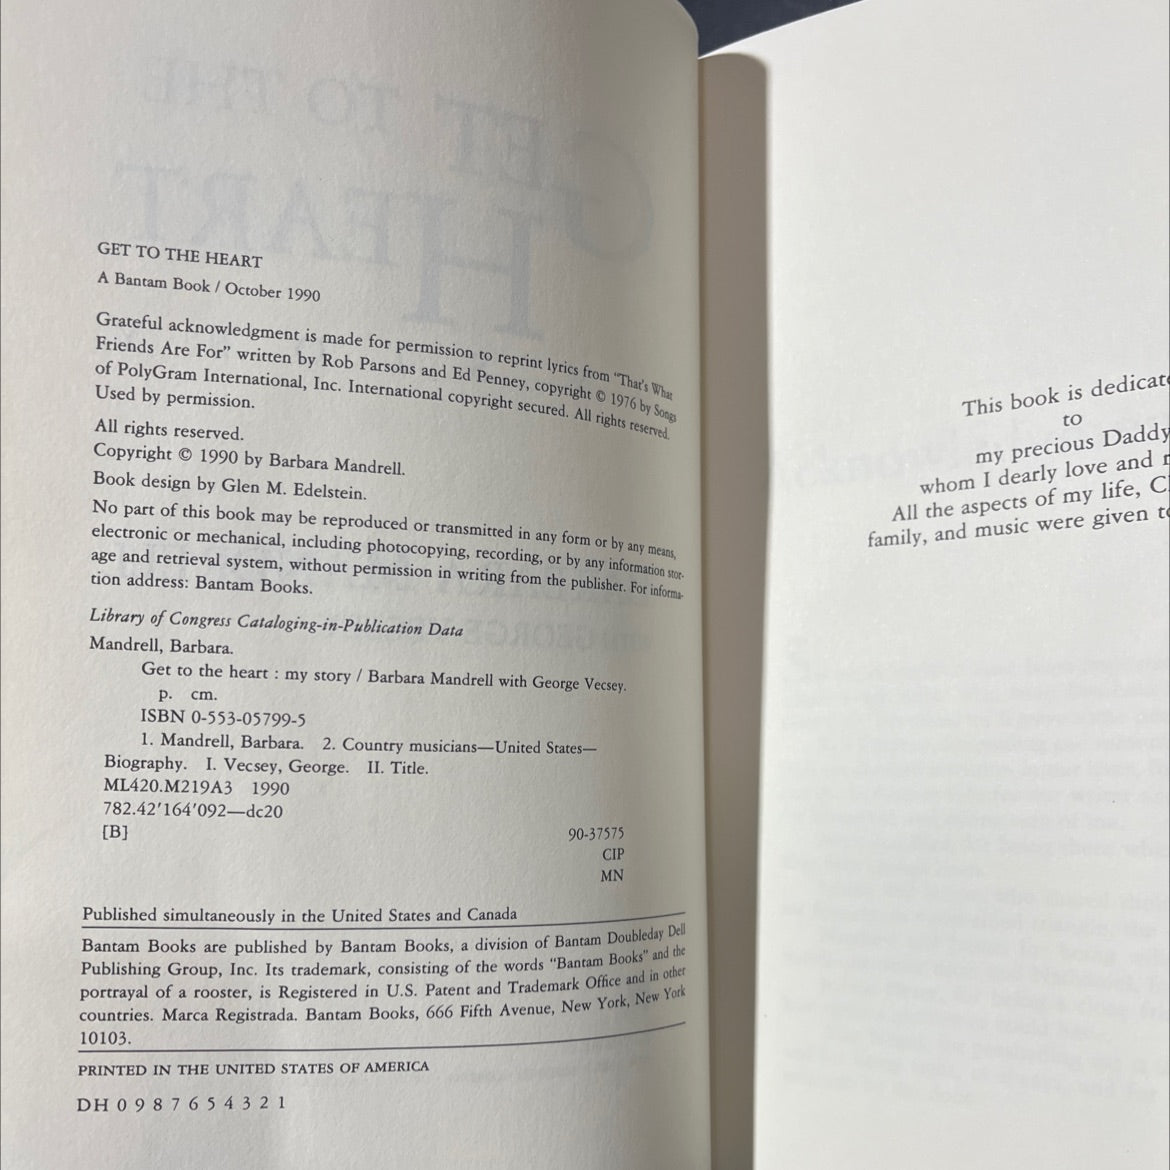 GET TO THE HEART
A Bantam Book / October 1990
Grateful acknowledgment is made for permission to reprint lyrics from "That's What
Friends Are For" written by Rob Parsons and Ed Penney, copyright © 1976 by Songs
of PolyGram International, Inc. International copyright secured. All rights reserved.
Used by permission.
All rights reserved.
Copyright © 1990 by Barbara Mandrell.
Book design by Glen M. Edelstein.
No part of this book may be reproduced or transmitted in any form or by any means,
electronic or mechanical, including photocopying, recording, or by any information stor-
age and retrieval system, without permission in writing from the publisher. For informa-
tion address: Bantam Books.
Library of Congress Cataloging-in-Publication Data
Mandrell, Barbara.
Get to the heart : my story / Barbara Mandrell with George Vecsey.
p. cm.
ISBN 0-553-05799-5
1. Mandrell, Barbara. 2. Country musicians—United States—
Biography. I. Vecsey, George. II. Title.
ML420.M219A3 1990
782.42'164'092—dc20
[B] 90-37575
CIP
MN
Published simultaneously in the United States and Canada
Bantam Books are published by Bantam Books, a division of Bantam Doubleday Dell
Publishing Group, Inc. Its trademark, consisting of the words "Bantam Books" and the
portrayal of a rooster, is Registered in U.S. Patent and Trademark Office and in other
countries. Marca Registrada. Bantam Books, 666 Fifth Avenue, New York, New York
10103.
PRINTED IN THE UNITED STATES OF AMERICA
DH 0 9 8 7 6 5 4 3 2 1
This book is dedicate
to
my precious Daddy
whom I dearly love and
All the aspects of my life,
family, and music were given